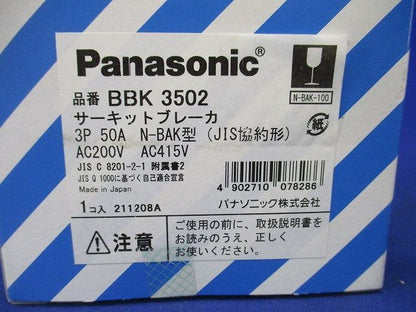 Panasonic®
N-BAK-100
品番 BBK 3502
サーキットブレーカ
3P 50A N-BAK型 (JIS協約形)
AC200V AC415V
紙
JIS C 8201-2-1 附属書2
JIS Q 1000に基づく自己適合宣言
Made in Japan
4 902710 078286
1コ入 211208A
パナソニック株式会社
注意
ご使用の前に、取扱説明書を
お読みのうえ、正しく
お使いください。